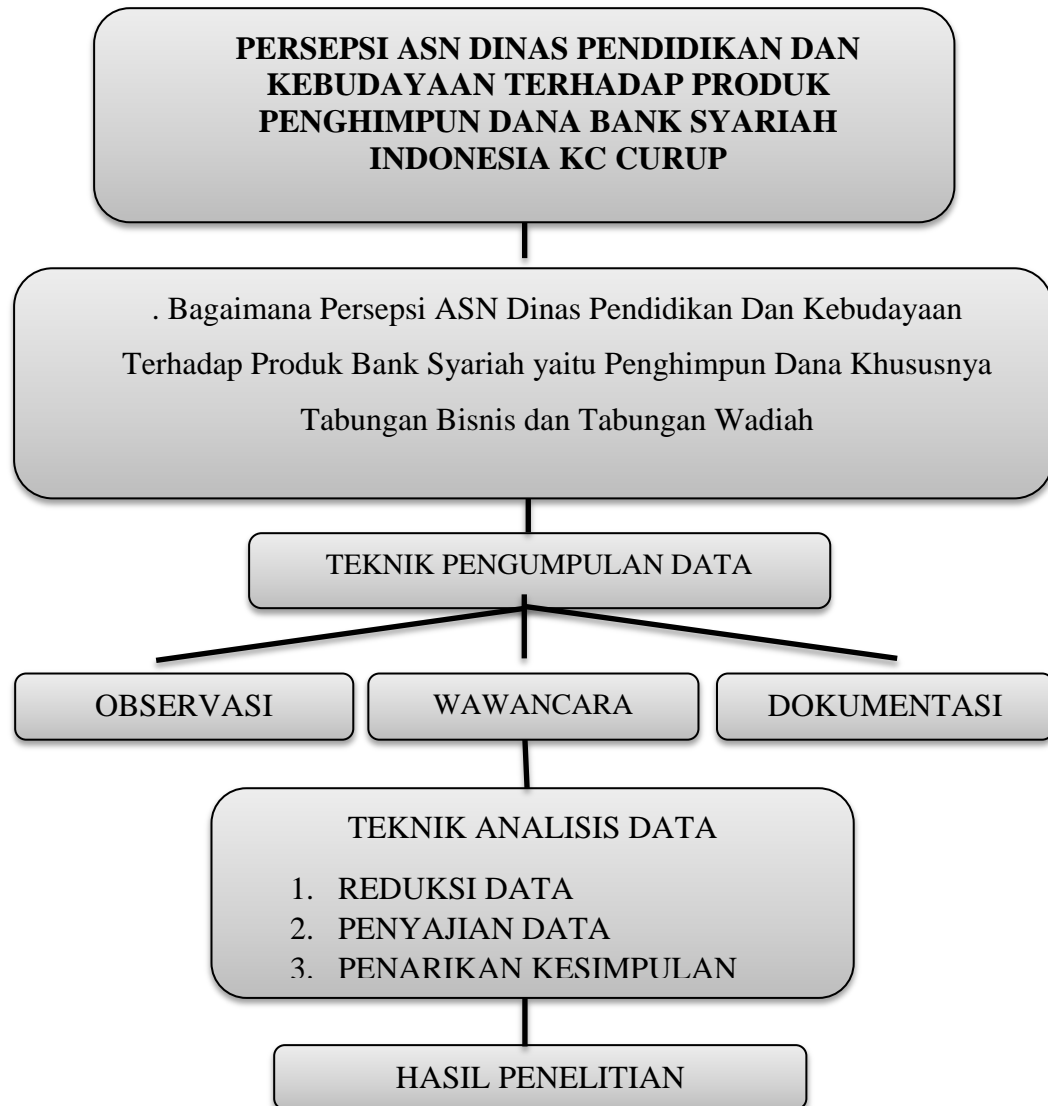 PERSEPSI ASN DINAS PENDIDIKAN DAN
KEBUDAYAAN TERHADAP PRODUK
PENGHIMPUN DANA BANK SYARIAH
INDONESIA KC CURUP
. Bagaimana Persepsi ASN Dinas Pendidikan Dan Kebudayaan
Terhadap Produk Bank Syariah yaitu Penghimpun Dana Khususnya
Tabungan Bisnis dan Tabungan Wadiah
TEKNIK PENGUMPULAN DATA
OBSERVASI
WAWANCARA
DOKUMENTASI
TEKNIK ANALISIS DATA
1. REDUKSI DATA
2. PENYAJIAN DATA
3. PENARIKAN KESIMPULAN
HASIL PENELITIAN